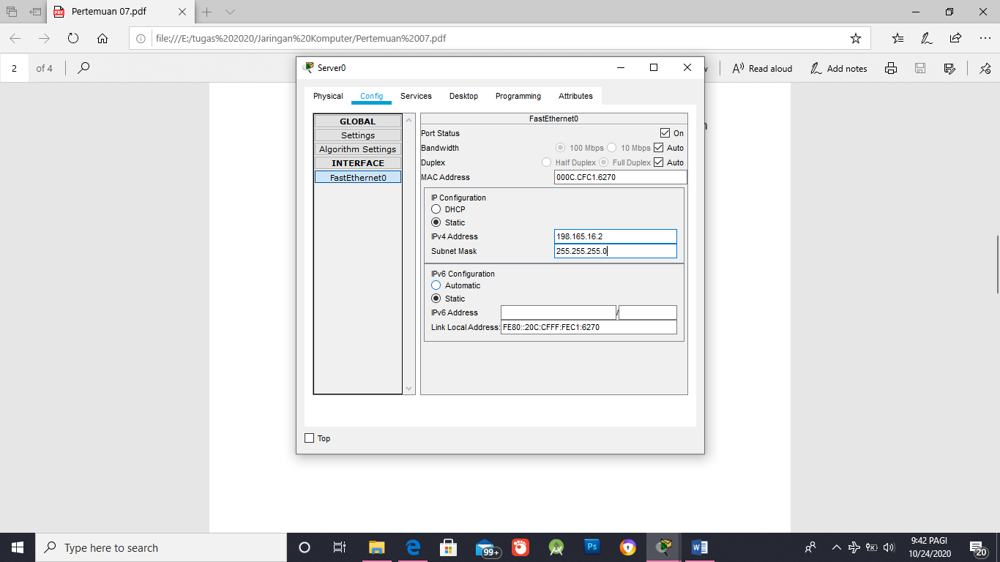 Pertemuan 07.pdf
file:///E:/tugas%202020/Jaringan%20Komputer/Pertemuan%2007.pdf
2 of 4
Read aloud
Add notes
Server0
Physical Config Services Desktop Programming Attributes
GLOBAL
Settings
Algorithm Settings
INTERFACE
FastEthernet0
FastEthernet0
Port Status On
Bandwidth 100 Mbps 10 Mbps Auto
Duplex Half Duplex Full Duplex Auto
MAC Address 000C.CFC1.6270
IP Configuration
DHCP
Static
IPv4 Address 198.165.16.2
Subnet Mask 255.255.255.0
IPv6 Configuration
Automatic
Static
IPv6 Address /
Link Local Address: FE80::20C:CFFF:FEC1:6270
Top
Type here to search
99+
Ps
W
9:42 PAGI
10/24/2020
20